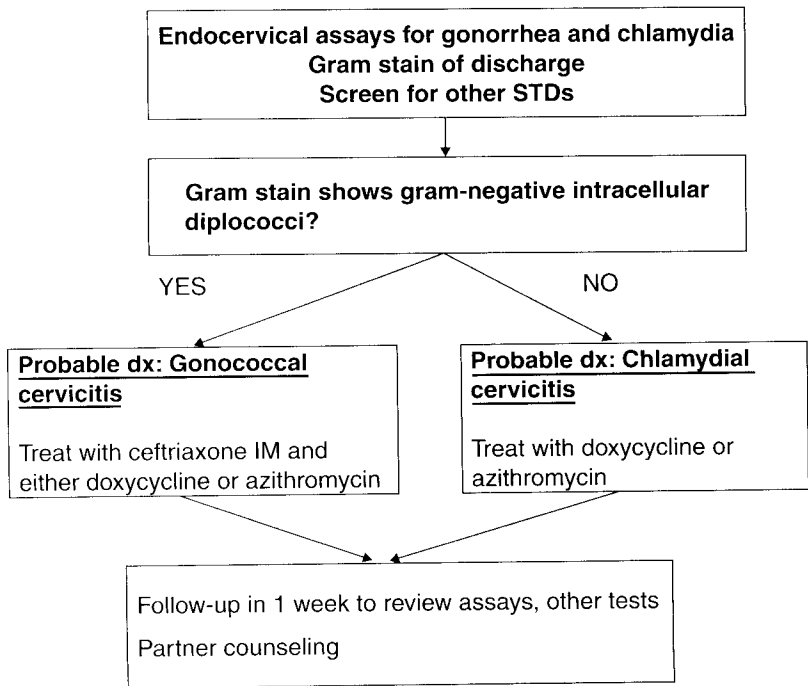 Endocervical assays for gonorrhea and chlamydia
Gram stain of discharge
Screen for other STDs
Gram stain shows gram-negative intracellular
diplococci?
YES
NO
Probable dx: Gonococcal
cervicitis
Treat with ceftriaxone IM and
either doxycycline or azithromycin
Probable dx: Chlamydial
cervicitis
Treat with doxycycline or
azithromycin
Follow-up in 1 week to review assays, other tests
Partner counseling